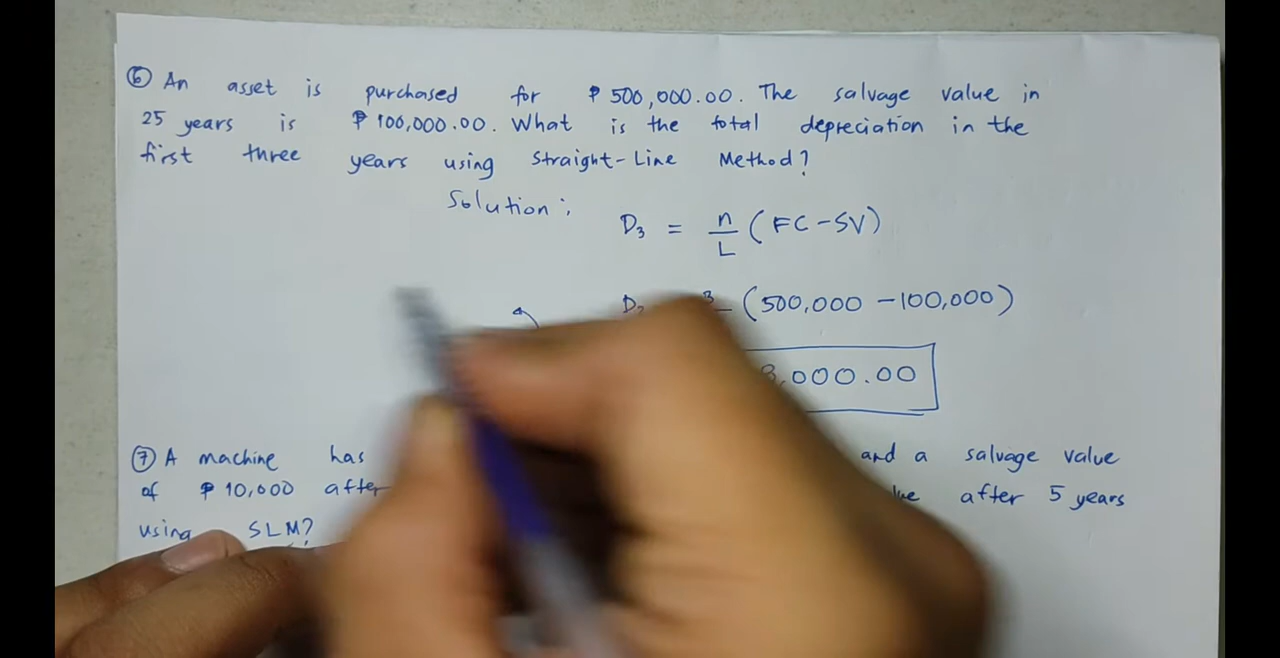 ⑥ An asset is purchased for ₱ 500,000.00. The salvage value in
25 years is ₱ 100,000.00. What is the total depreciation in the
first three years using Straight-Line Method?
Solution:
D₃ = n/L (FC - SV)
(500,000 - 100,000)
,000.00
⑦ A machine has and a salvage value
of ₱ 10,000 after after 5 years
using SLM?